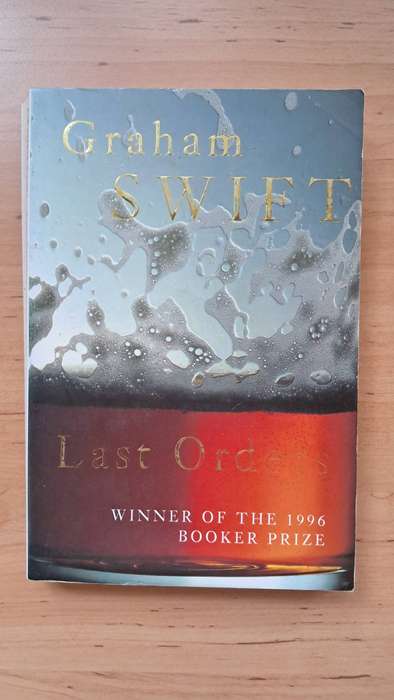 Graham
SWIFT
Last Orders
WINNER OF THE 1996
BOOKER PRIZE